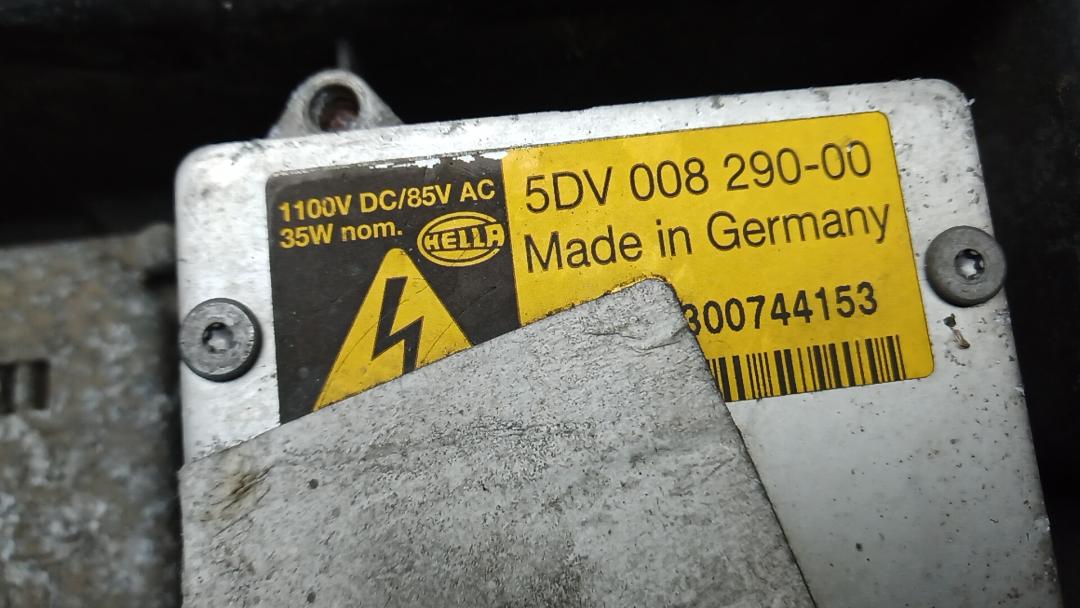 1100V DC/85V AC
35W nom.
HELLA
5DV 008 290-00
Made in Germany
300744153